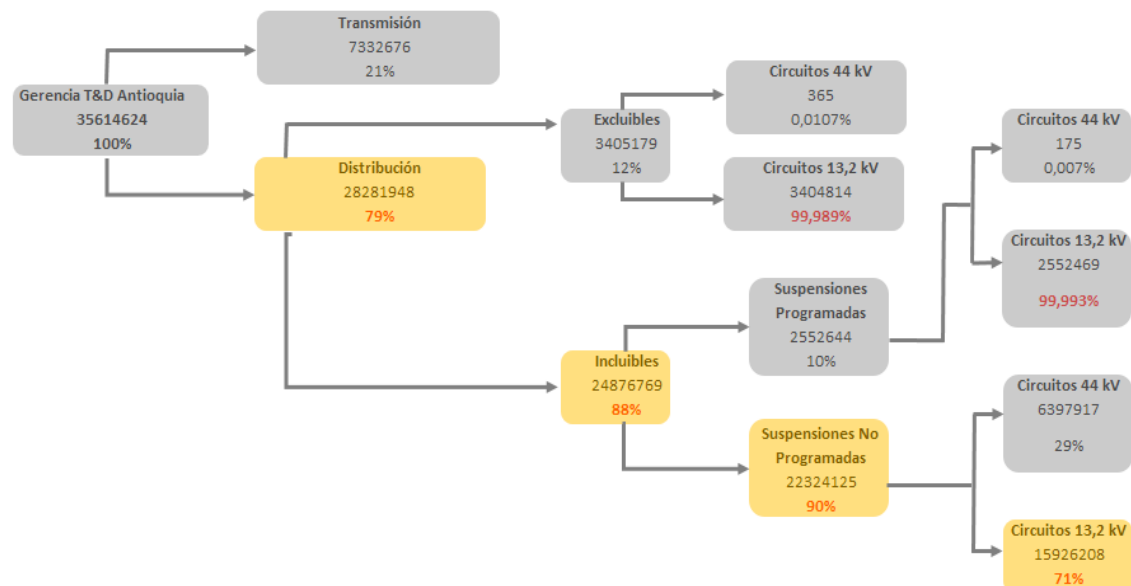 Transmisión
7332676
21%
Gerencia T&D Antioquia
35614624
100%
Distribución
28281948
79%
Excluibles
3405179
12%
Circuitos 44 kV
365
0,0107%
Circuitos 13,2 kV
3404814
99,989%
Incluibles
24876769
88%
Suspensiones
Programadas
2552644
10%
Circuitos 44 kV
175
0,007%
Circuitos 13,2 kV
2552469
99,993%
Suspensiones No
Programadas
22324125
90%
Circuitos 44 kV
6397917
29%
Circuitos 13,2 kV
15926208
71%